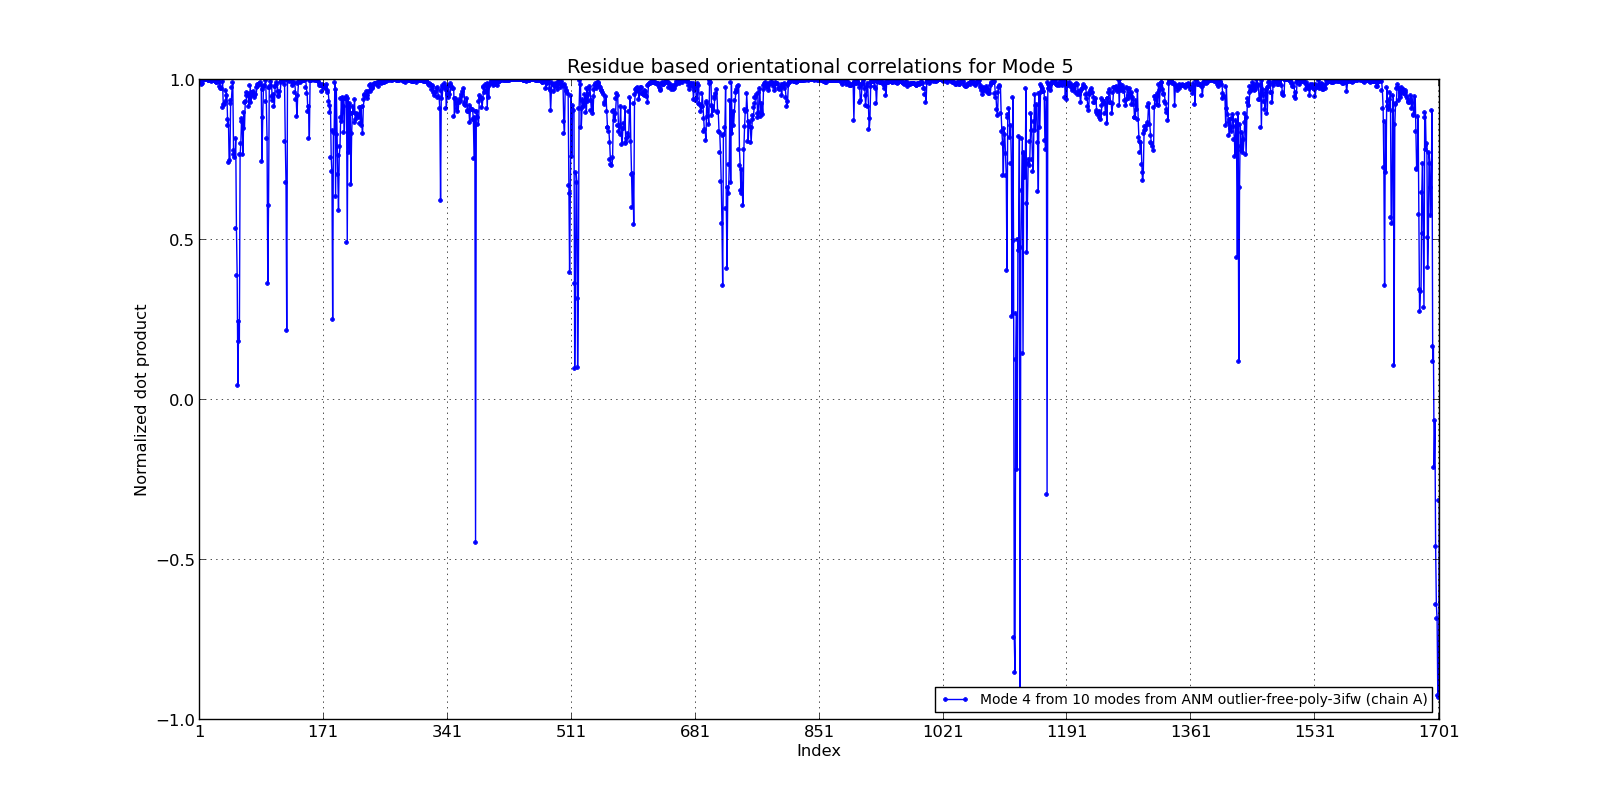 Residue based orientational correlations for Mode 5
1.0
0.5
0.0
−0.5
−1.0
Normalized dot product
Mode 4 from 10 modes from ANM outlier-free-poly-3ifw (chain A)
1 171 341 511 681 851 1021 1191 1361 1531 1701
Index